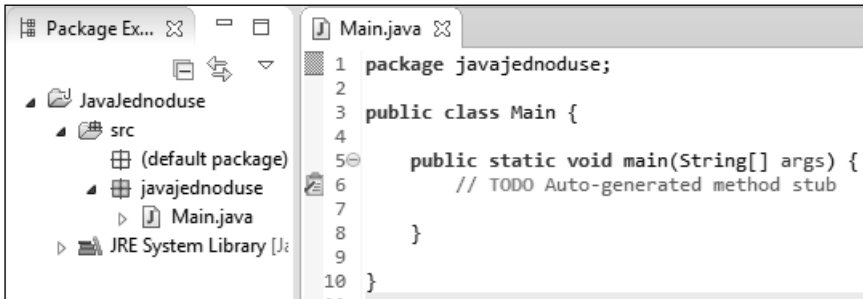 Package Ex...
JavaJednoduse
src
(default package)
javajednoduse
J Main.java
JRE System Library [Ja
J Main.java
1 package javajednoduse;
2
3 public class Main {
4
5 public static void main(String[] args) {
6 // TODO Auto-generated method stub
7
8 }
9
10 }